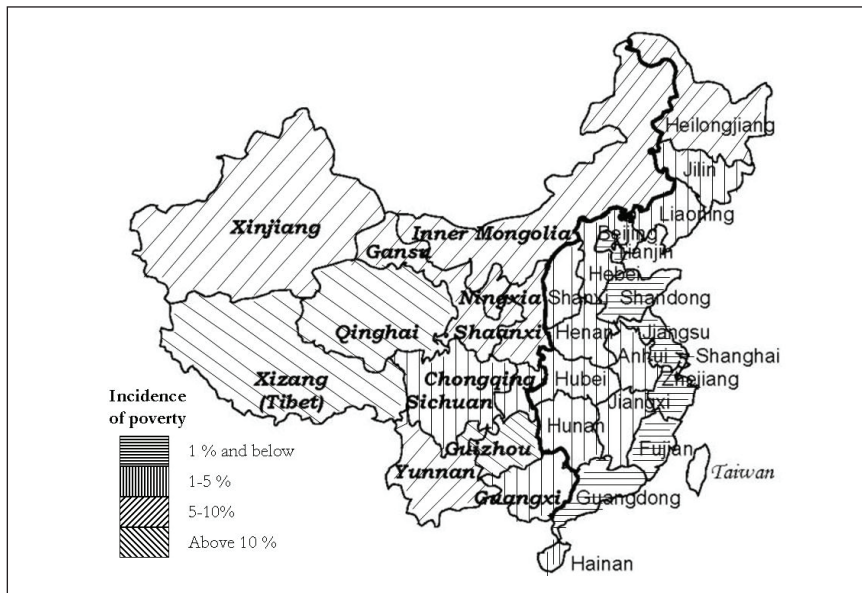 Heilongjiang
Jilin
Liaoning
Xinjiang
Inner Mongolia
Beijing
Gansu
Tianjin
Hebei
Ningxia
Shanxi
Shandong
Qinghai
Shaanxi
Henan
Jiangsu
Anhui
Shanghai
Xizang
(Tibet)
Chongqing
Hubei
Zhejiang
Sichuan
Jiangxi
Hunan
Guizhou
Fujian
Yunnan
Taiwan
Guangxi
Guangdong
Hainan
Incidence
of poverty
1 % and below
1-5 %
5-10%
Above 10 %